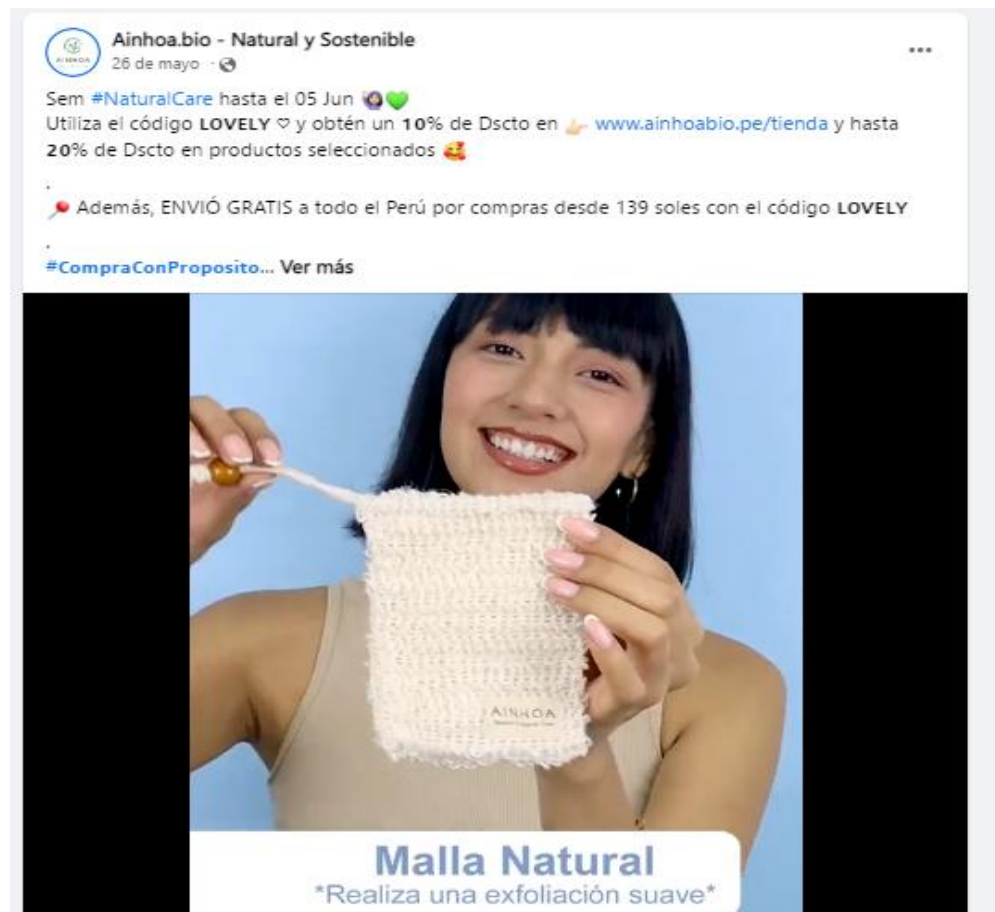 AINHOA
Ainhoa.bio - Natural y Sostenible
26 de mayo ·
Sem #NaturalCare hasta el 05 Jun 👩🏻‍🎓💚
Utiliza el código LOVELY ♡ y obtén un 10% de Dscto en 👉🏻 www.ainhoabio.pe/tienda y hasta
20% de Dscto en productos seleccionados 🥰
.
📍 Además, ENVIÓ GRATIS a todo el Perú por compras desde 139 soles con el código LOVELY
.
#CompraConProposito... Ver más
AINHOA
Malla Natural
*Realiza una exfoliación suave*